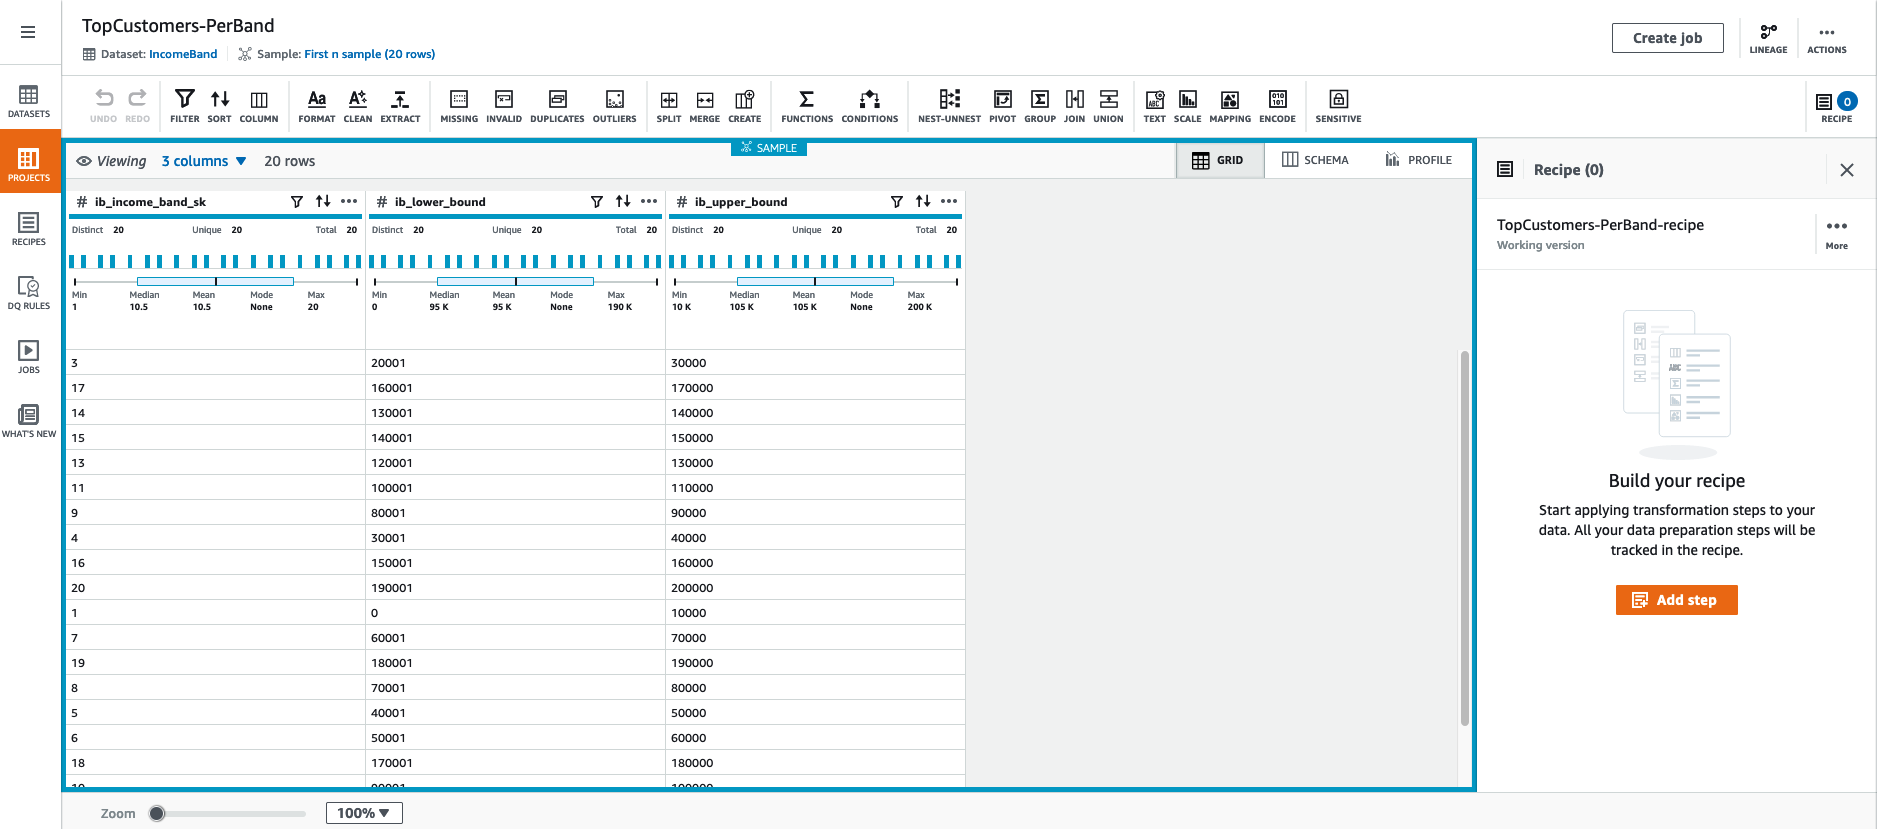 TopCustomers-PerBand
Dataset: IncomeBand
Sample: First n sample (20 rows)
Create job
LINEAGE
ACTIONS
UNDO REDO FILTER SORT COLUMN FORMAT CLEAN EXTRACT MISSING INVALID DUPLICATES OUTLIERS SPLIT MERGE CREATE FUNCTIONS CONDITIONS NEST-UNNEST PIVOT GROUP JOIN UNION TEXT SCALE MAPPING ENCODE SENSITIVE
0
RECIPE
DATASETS
PROJECTS
RECIPES
DQ RULES
JOBS
WHAT'S NEW
Viewing 3 columns 20 rows
SAMPLE
GRID SCHEMA PROFILE
# ib_income_band_sk # ib_lower_bound # ib_upper_bound
Distinct 20 Unique 20 Total 20 Distinct 20 Unique 20 Total 20 Distinct 20 Unique 20 Total 20
Min Median Mean Mode Max Min Median Mean Mode Max Min Median Mean Mode Max
1 10.5 10.5 None 20 0 95 K 95 K None 190 K 10 K 105 K 105 K None 200 K
3 20001 30000
17 160001 170000
14 130001 140000
15 140001 150000
13 120001 130000
11 100001 110000
9 80001 90000
4 30001 40000
16 150001 160000
20 190001 200000
1 0 10000
7 60001 70000
19 180001 190000
8 70001 80000
5 40001 50000
6 50001 60000
18 170001 180000
Recipe (0)
TopCustomers-PerBand-recipe
Working version
More
Build your recipe
Start applying transformation steps to your
data. All your data preparation steps will be
tracked in the recipe.
Add step
Zoom 100%